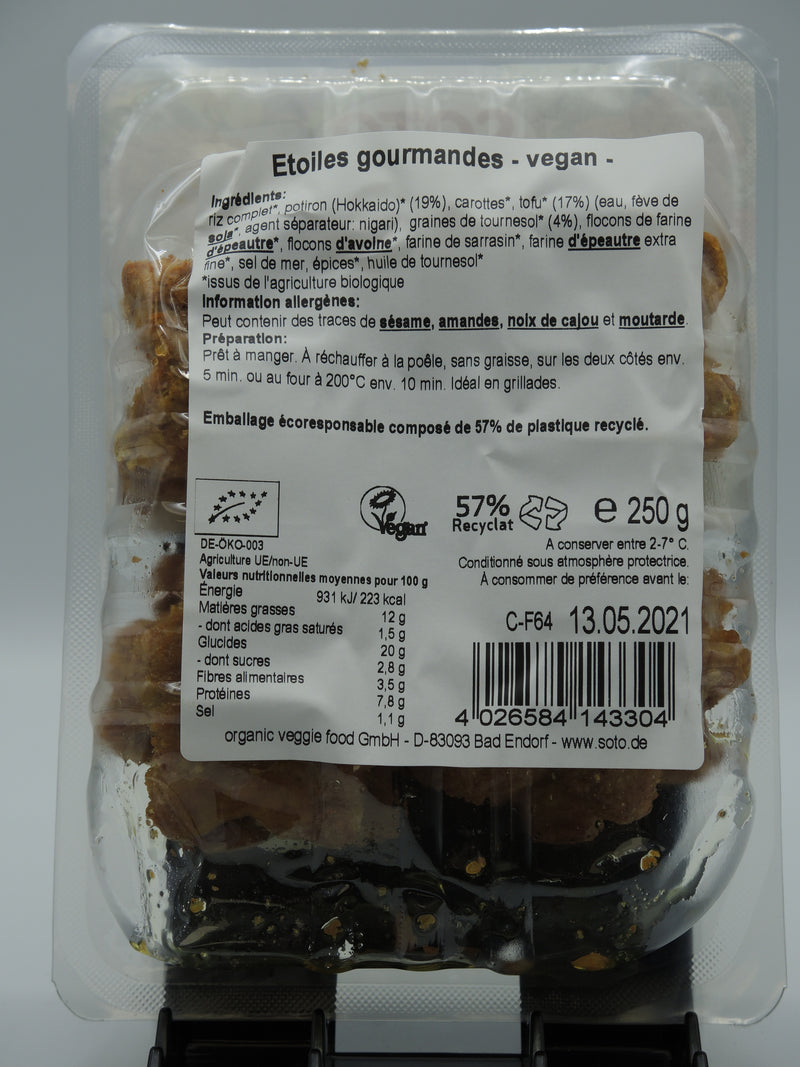 Etoiles gourmandes - vegan -
Ingrédients:
riz complet*, potiron (Hokkaido)* (19%), carottes*, tofu* (17%) (eau, fève de
soja*, agent séparateur: nigari), graines de tournesol* (4%), flocons de farine
d'épeautre*, flocons d'avoine*, farine de sarrasin*, farine d'épeautre extra
fine*, sel de mer, épices*, huile de tournesol*
*issus de l'agriculture biologique
Information allergènes:
Peut contenir des traces de sésame, amandes, noix de cajou et moutarde.
Préparation:
Prêt à manger. À réchauffer à la poêle, sans graisse, sur les deux côtés env.
5 min. ou au four à 200°C env. 10 min. Idéal en grillades.
Emballage écoresponsable composé de 57% de plastique recyclé.
DE-ÖKO-003
Agriculture UE/non-UE
Vegan
57%
Recyclat
e 250 g
A conserver entre 2-7° C.
Conditionné sous atmosphère protectrice.
À consommer de préférence avant le:
C-F64 13.05.2021
Valeurs nutritionnelles moyennes pour 100 g
Énergie 931 kJ/ 223 kcal
Matières grasses 12 g
- dont acides gras saturés 1,5 g
Glucides 20 g
- dont sucres 2,8 g
Fibres alimentaires 3,5 g
Protéines 7,8 g
Sel 1,1 g
4 026584 143304
organic veggie food GmbH - D-83093 Bad Endorf - www.soto.de